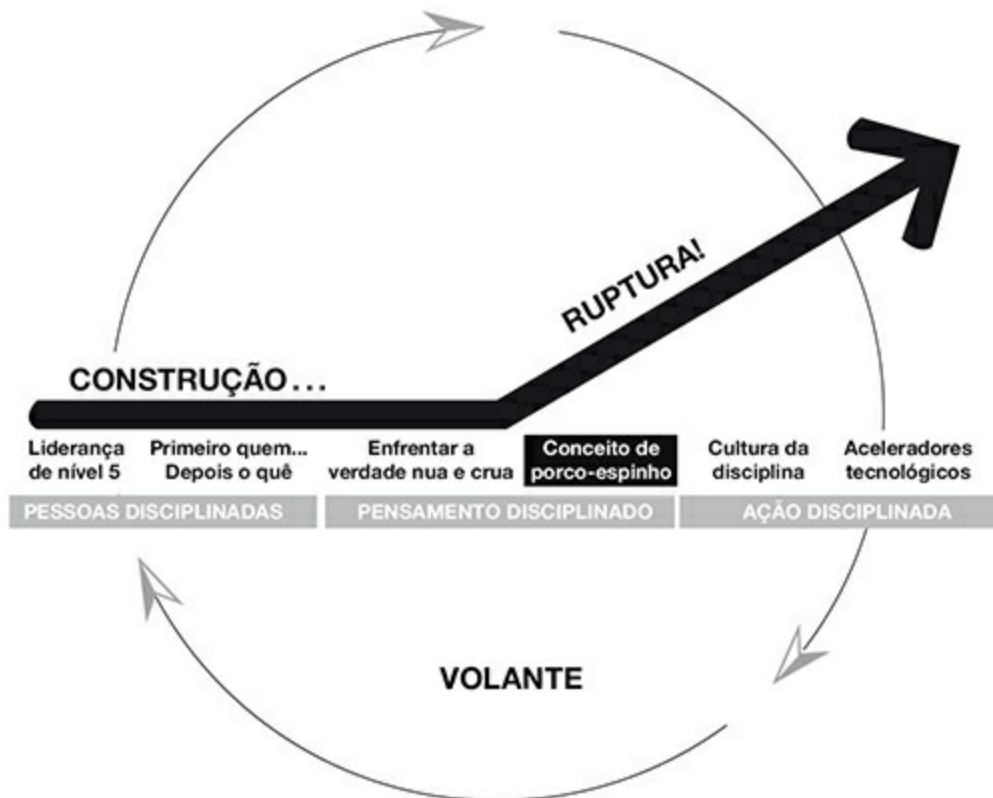 RUPTURA!
CONSTRUÇÃO...
Liderança
de nível 5
Primeiro quem...
Depois o quê
Enfrentar a
verdade nua e crua
Conceito de
porco-espinho
Cultura da
disciplina
Aceleradores
tecnológicos
PESSOAS DISCIPLINADAS
PENSAMENTO DISCIPLINADO
AÇÃO DISCIPLINADA
VOLANTE